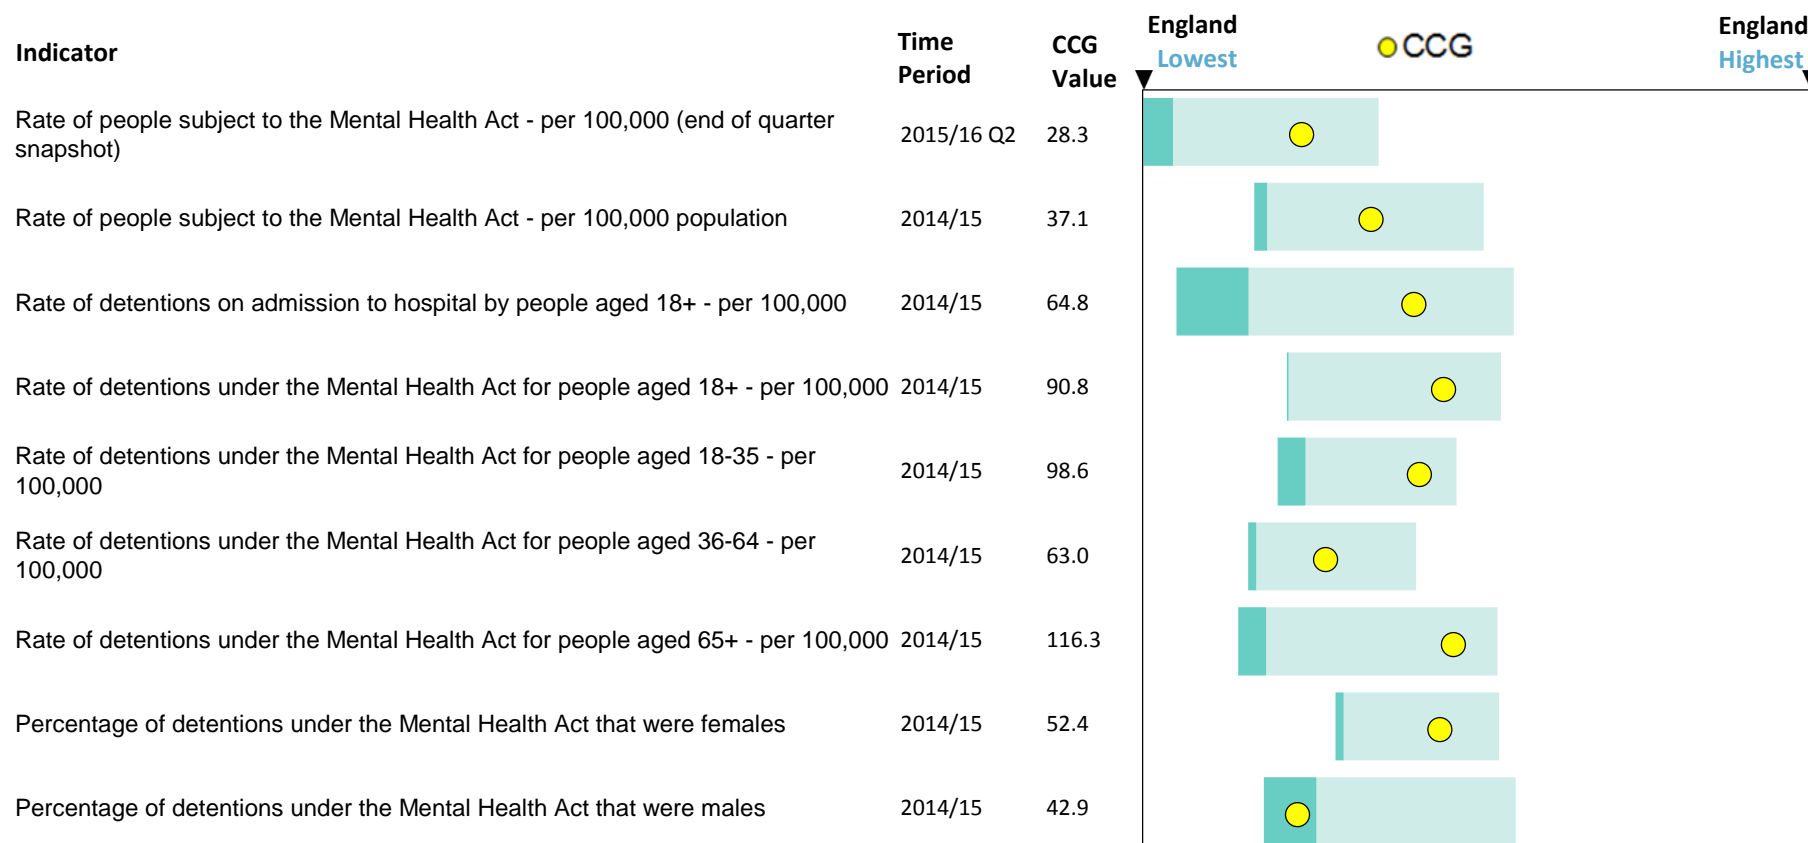 Indicator
Time Period
CCG Value
England Lowest
CCG
England Highest
Rate of people subject to the Mental Health Act - per 100,000 (end of quarter
snapshot)
2015/16 Q2
28.3
Rate of people subject to the Mental Health Act - per 100,000 population
2014/15
37.1
Rate of detentions on admission to hospital by people aged 18+ - per 100,000
2014/15
64.8
Rate of detentions under the Mental Health Act for people aged 18+ - per 100,000
2014/15
90.8
Rate of detentions under the Mental Health Act for people aged 18-35 - per
100,000
2014/15
98.6
Rate of detentions under the Mental Health Act for people aged 36-64 - per
100,000
2014/15
63.0
Rate of detentions under the Mental Health Act for people aged 65+ - per 100,000
2014/15
116.3
Percentage of detentions under the Mental Health Act that were females
2014/15
52.4
Percentage of detentions under the Mental Health Act that were males
2014/15
42.9